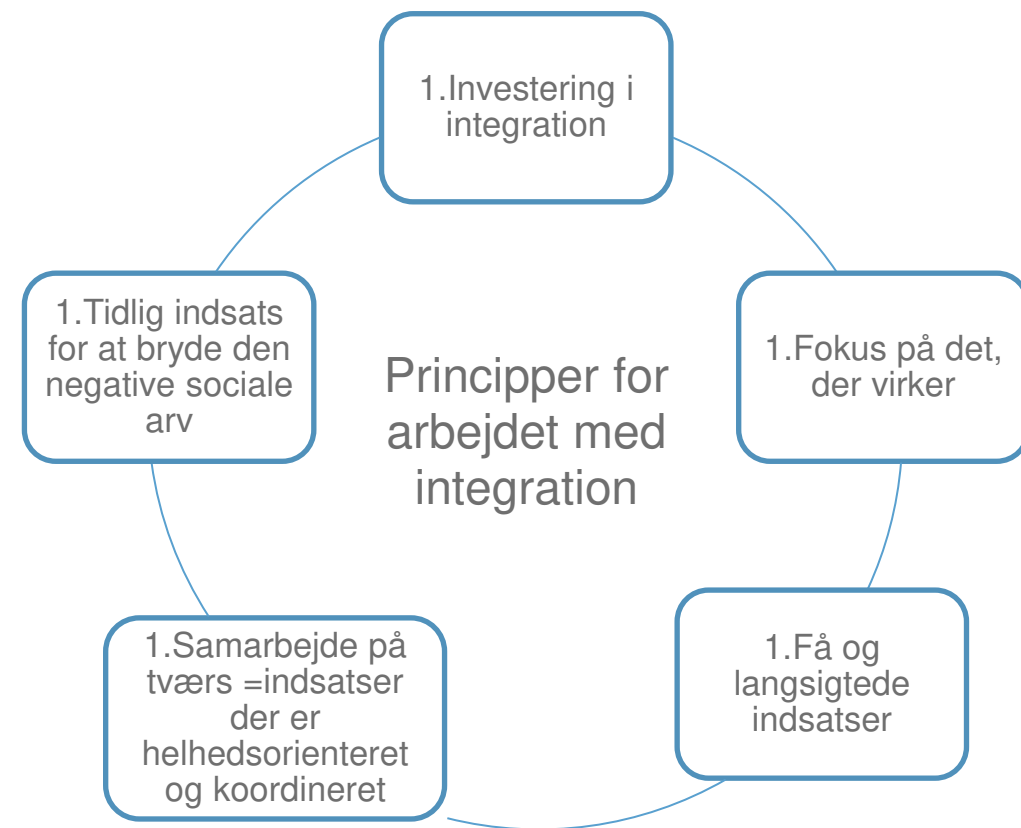 1.Investering i
integration
1.Fokus på det,
der virker
1.Få og
langsigtede
indsatser
1.Samarbejde på
tværs =indsatser
der er
helhedsorienteret
og koordineret
1.Tidlig indsats
for at bryde den
negative sociale
arv
Principper for
arbejdet med
integration